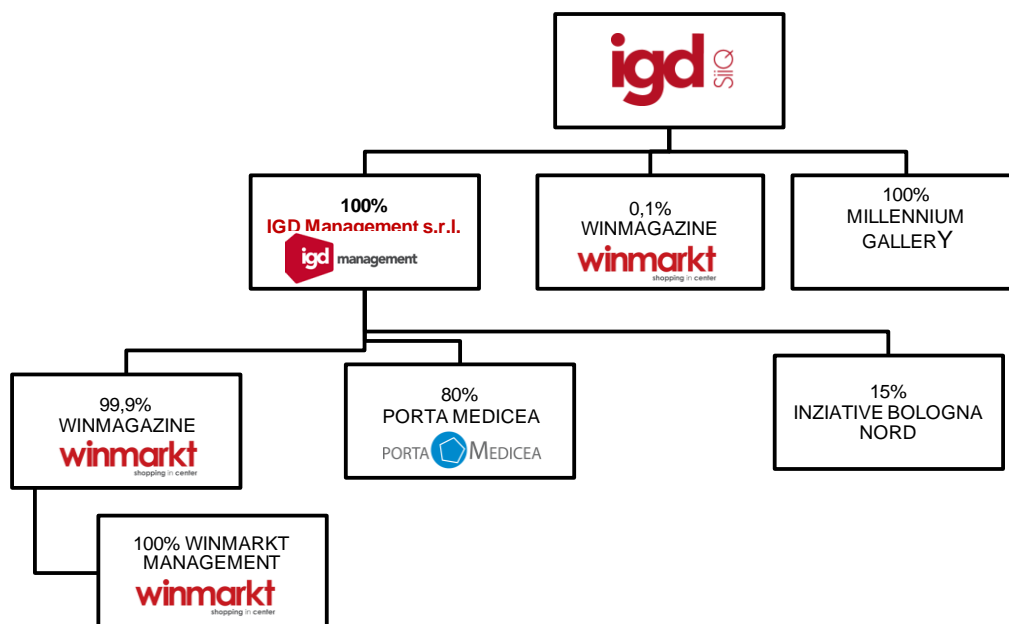 igd SiiQ
100%
IGD Management s.r.l.
igd management
0,1%
WINMAGAZINE
winmarkt
shopping in center
100%
MILLENNIUM
GALLERY
99,9%
WINMAGAZINE
winmarkt
shopping in center
80%
PORTA MEDICEA
PORTA MEDICEA
15%
INZIATIVE BOLOGNA
NORD
100% WINMARKT
MANAGEMENT
winmarkt
shopping in center